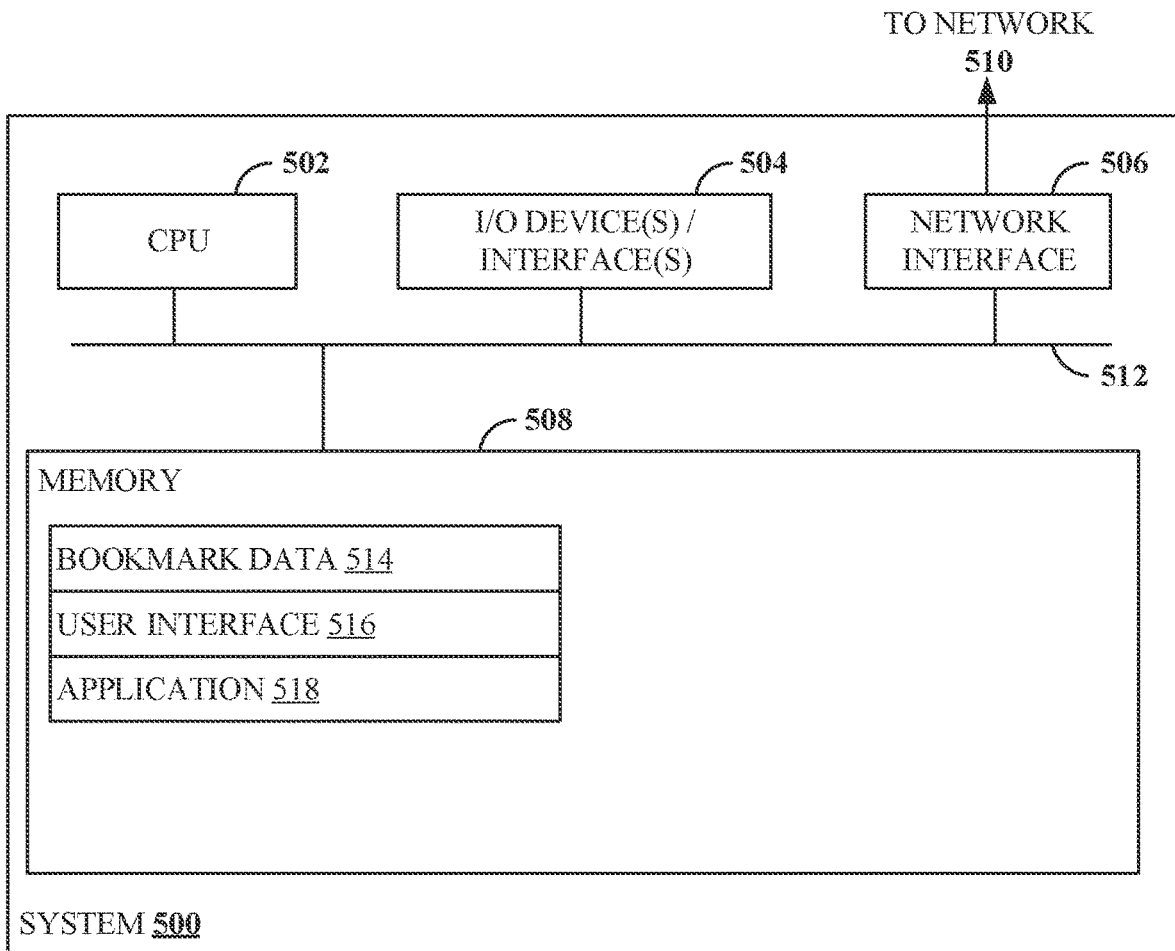 TO NETWORK
510
502
504
506
CPU
I/O DEVICE(S) /
INTERFACE(S)
NETWORK
INTERFACE
512
508
MEMORY
BOOKMARK DATA 514
USER INTERFACE 516
APPLICATION 518
SYSTEM 500